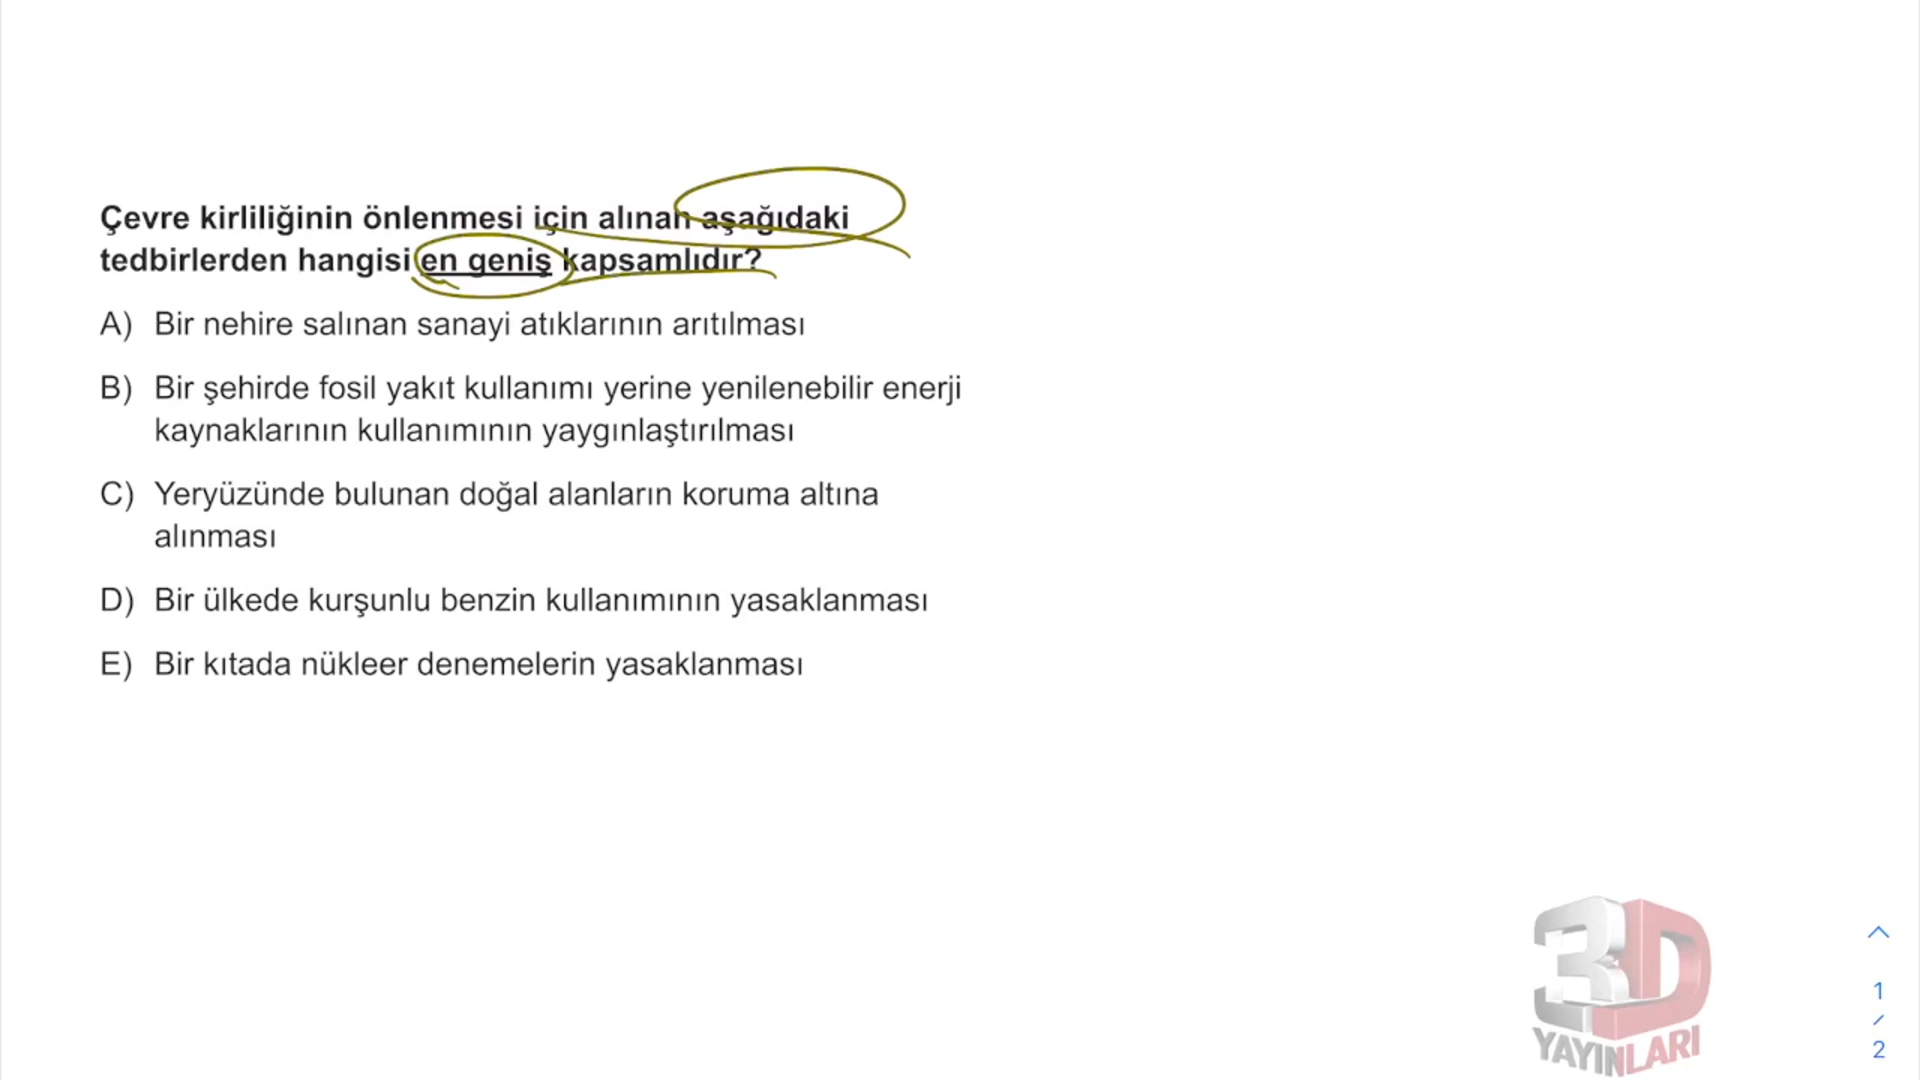 Çevre kirliliğinin önlenmesi için alınan aşağıdaki
tedbirlerden hangisi en geniş kapsamlıdır?
A) Bir nehire salınan sanayi atıklarının arıtılması
B) Bir şehirde fosil yakıt kullanımı yerine yenilenebilir enerji
kaynaklarının kullanımının yaygınlaştırılması
C) Yeryüzünde bulunan doğal alanların koruma altına
alınması
D) Bir ülkede kurşunlu benzin kullanımının yasaklanması
E) Bir kıtada nükleer denemelerin yasaklanması
3D
YAYINLARI
1
/
2